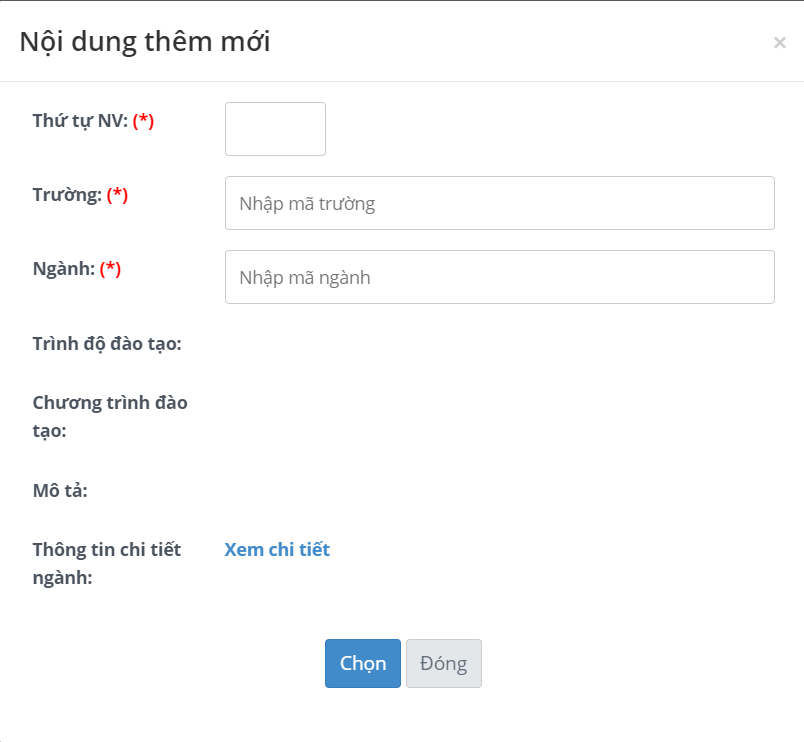 Nội dung thêm mới ×
Thứ tự NV: (*)
Trường: (*) Nhập mã trường
Ngành: (*) Nhập mã ngành
Trình độ đào tạo:
Chương trình đào
tạo:
Mô tả:
Thông tin chi tiết Xem chi tiết
ngành:
Chọn Đóng